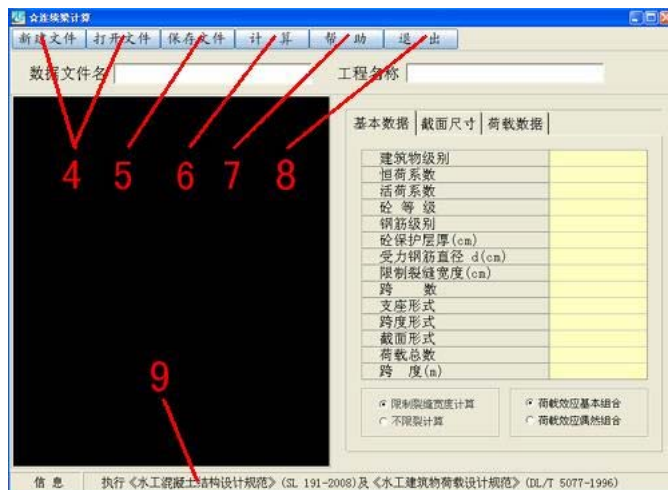 连续梁计算
新建文件 打开文件 保存文件 计 算 帮 助 退 出
数据文件名 工程名称
4 5 6 7 8
基本数据 截面尺寸 荷载数据
建筑物级别
恒荷系数
活荷系数
砼 等 级
钢筋级别
砼保护层厚(cm)
受力钢筋直径 d(cm)
限制裂缝宽度(cm)
跨 数
支座形式
跨度形式
截面形式
荷载总数
跨 度(m)
9
限制裂缝宽度计算 荷载效应基本组合
不限裂计算 荷载效应偶然组合
信 息 执行《水工混凝土结构设计规范》(SL 191-2008)及《水工建筑物荷载设计规范》(DL/T 5077-1996)